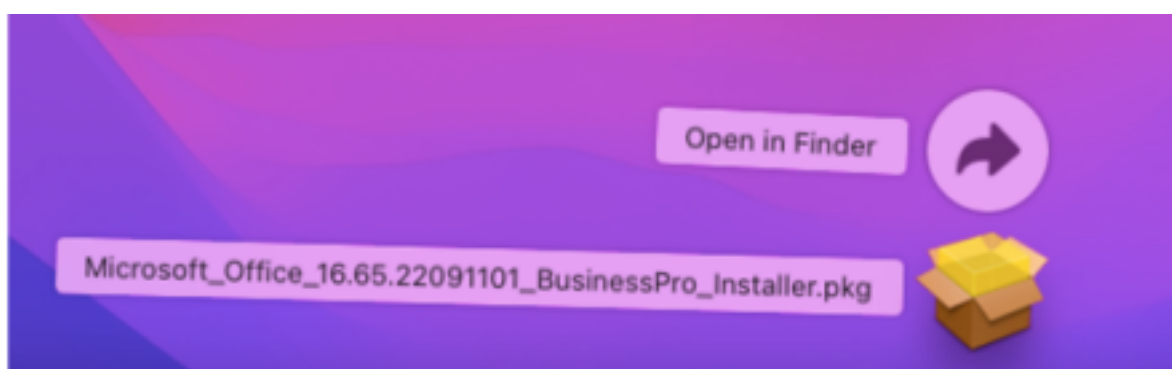 Open in Finder
Microsoft_Office_16.65.22091101_BusinessPro_Installer.pkg